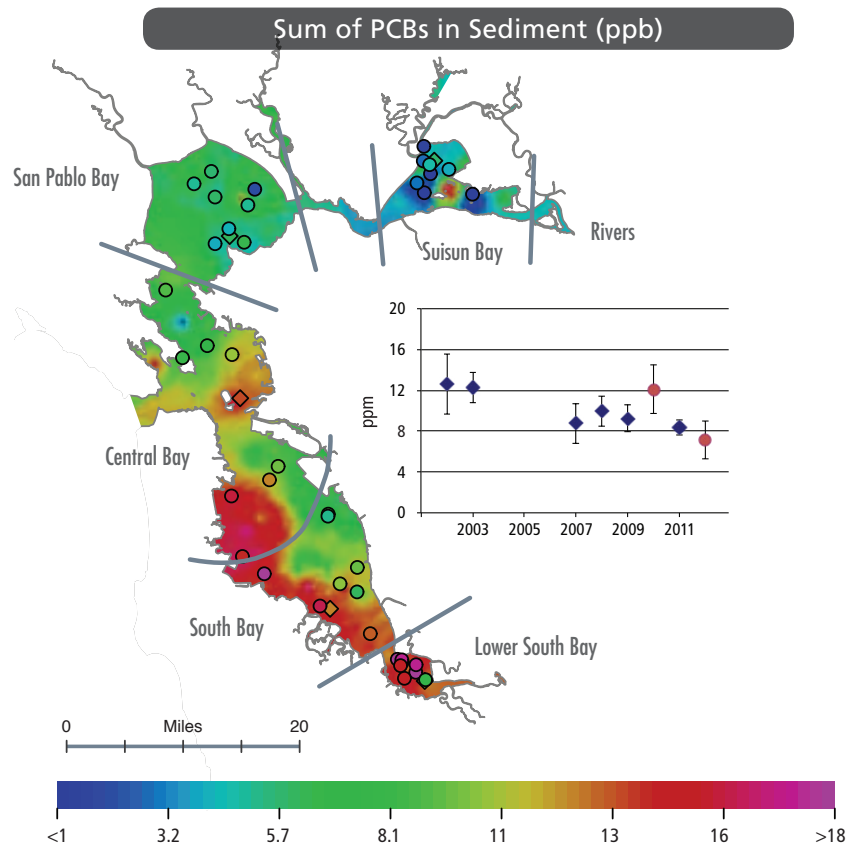 Sum of PCBs in Sediment (ppb)
San Pablo Bay
Suisun Bay
Rivers
Central Bay
South Bay
Lower South Bay
20
16
12
8
4
0
ppm
2003 2005 2007 2009 2011
0 Miles 20
<1 3.2 5.7 8.1 11 13 16 >18